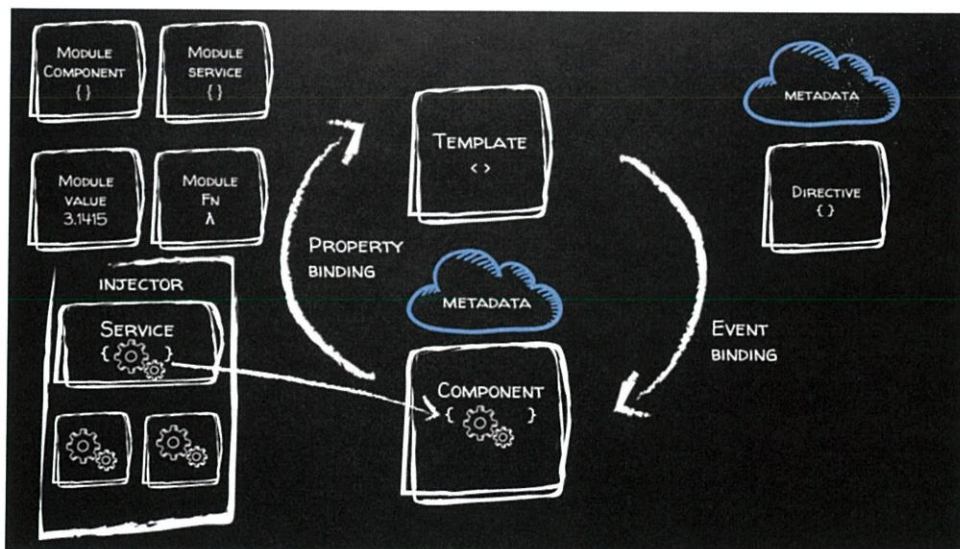 MODULE
COMPONENT
{ }
MODULE
SERVICE
{ }
MODULE
VALUE
3.1415
MODULE
FN
λ
INJECTOR
SERVICE
{ }
TEMPLATE
< >
PROPERTY
BINDING
METADATA
COMPONENT
{ }
EVENT
BINDING
METADATA
DIRECTIVE
{ }